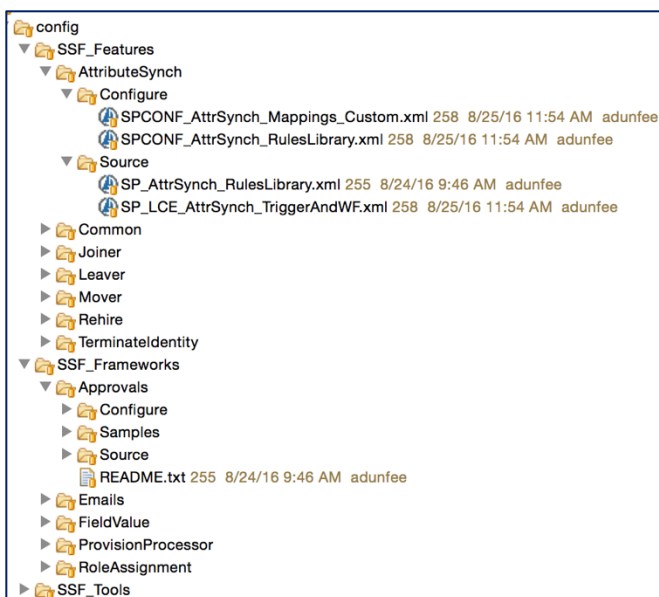 config
SSF_Features
AttributeSynch
Configure
SPCONF_AttrSynch_Mappings_Custom.xml 258 8/25/16 11:54 AM adunfee
SPCONF_AttrSynch_RulesLibrary.xml 258 8/25/16 11:54 AM adunfee
Source
SP_AttrSynch_RulesLibrary.xml 255 8/24/16 9:46 AM adunfee
SP_LCE_AttrSynch_TriggerAndWF.xml 258 8/25/16 11:54 AM adunfee
Common
Joiner
Leaver
Mover
Rehire
TerminateIdentity
SSF_Frameworks
Approvals
Configure
Samples
Source
README.txt 255 8/24/16 9:46 AM adunfee
Emails
FieldValue
ProvisionProcessor
RoleAssignment
SSF_Tools